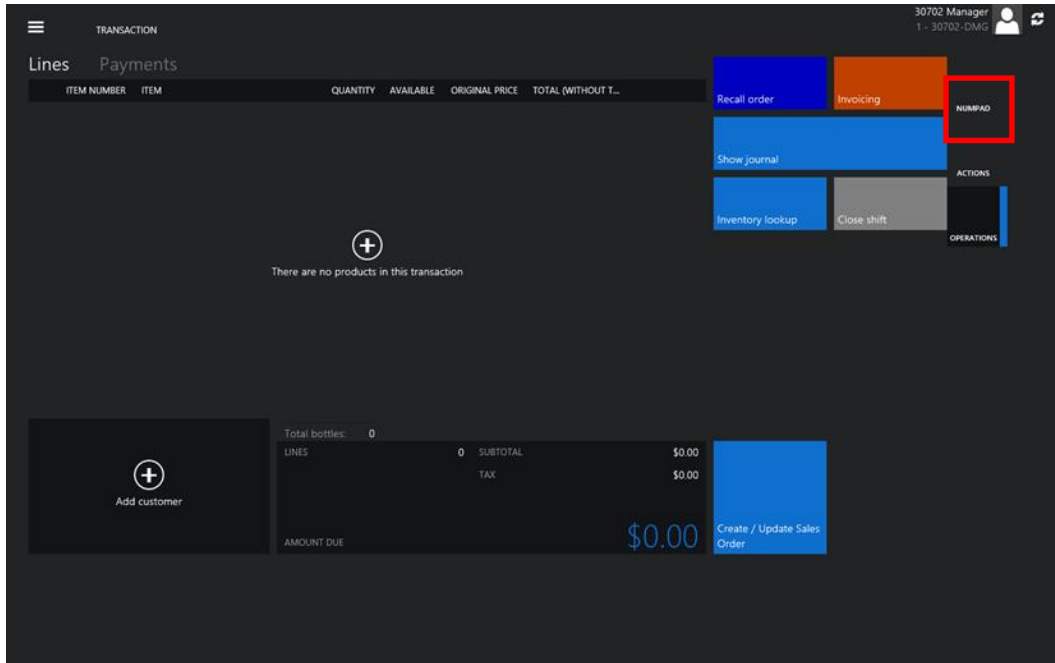 30702 Manager
TRANSACTION
1 - 30702-DMG
Lines Payments
ITEM NUMBER ITEM QUANTITY AVAILABLE ORIGINAL PRICE TOTAL (WITHOUT T...
Recall order
Invoicing
NUMPAD
Show journal
ACTIONS
Inventory lookup
Close shift
OPERATIONS
There are no products in this transaction
Total bottles: 0
LINES 0 SUBTOTAL $0.00
TAX $0.00
Add customer
AMOUNT DUE $0.00
Create / Update Sales
Order